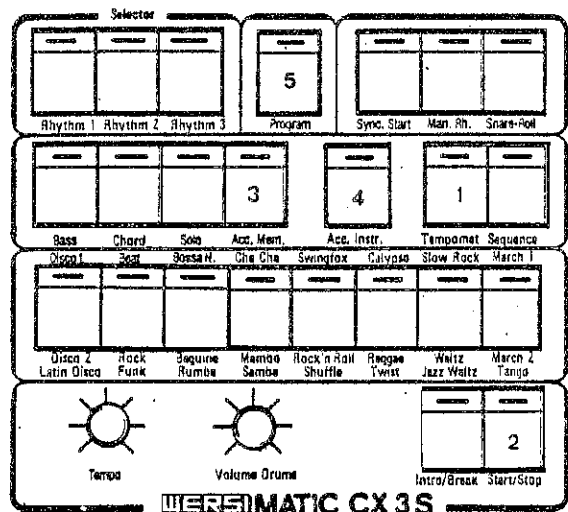 Selector
5
Rhythm 1 Rhythm 2 Rhythm 3 Program Sync. Start Man. Rh. Snare-Roll
3 4 1
Bass Chord Solo Acc. Mem. Acc. Instr. Tempomat Sequence
Disco 1 Beat Bossa N. Cha Cha Swingfox Calypso Slow Rock March 1
Disco 2 Rock Beguine Mambo Rock'n Roll Reggae Waltz March 2
Latin Disco Funk Rumba Samba Shuffle Twist Jazz Waltz Tango
2
Tempo Volume Drums Intro/Break Start/Stop
WERSIMATIC CX 3 S